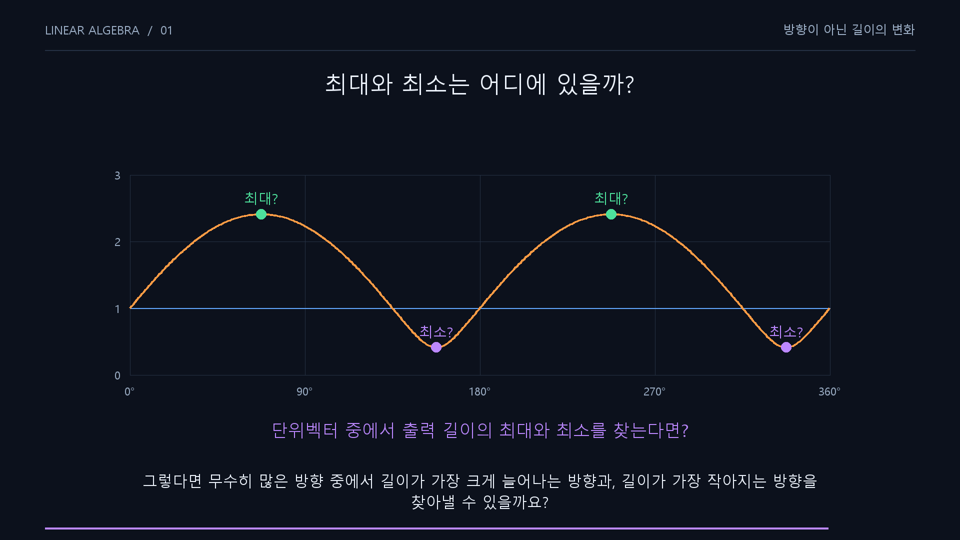 LINEAR ALGEBRA / 01
방향이 아닌 길이의 변화
최대와 최소는 어디에 있을까?
3
최대?
최대?
2
1
최소?
최소?
0
0°
90°
180°
270°
360°
단위벡터 중에서 출력 길이의 최대와 최소를 찾는다면?
그렇다면 무수히 많은 방향 중에서 길이가 가장 크게 늘어나는 방향과, 길이가 가장 작아지는 방향을
찾아낼 수 있을까요?